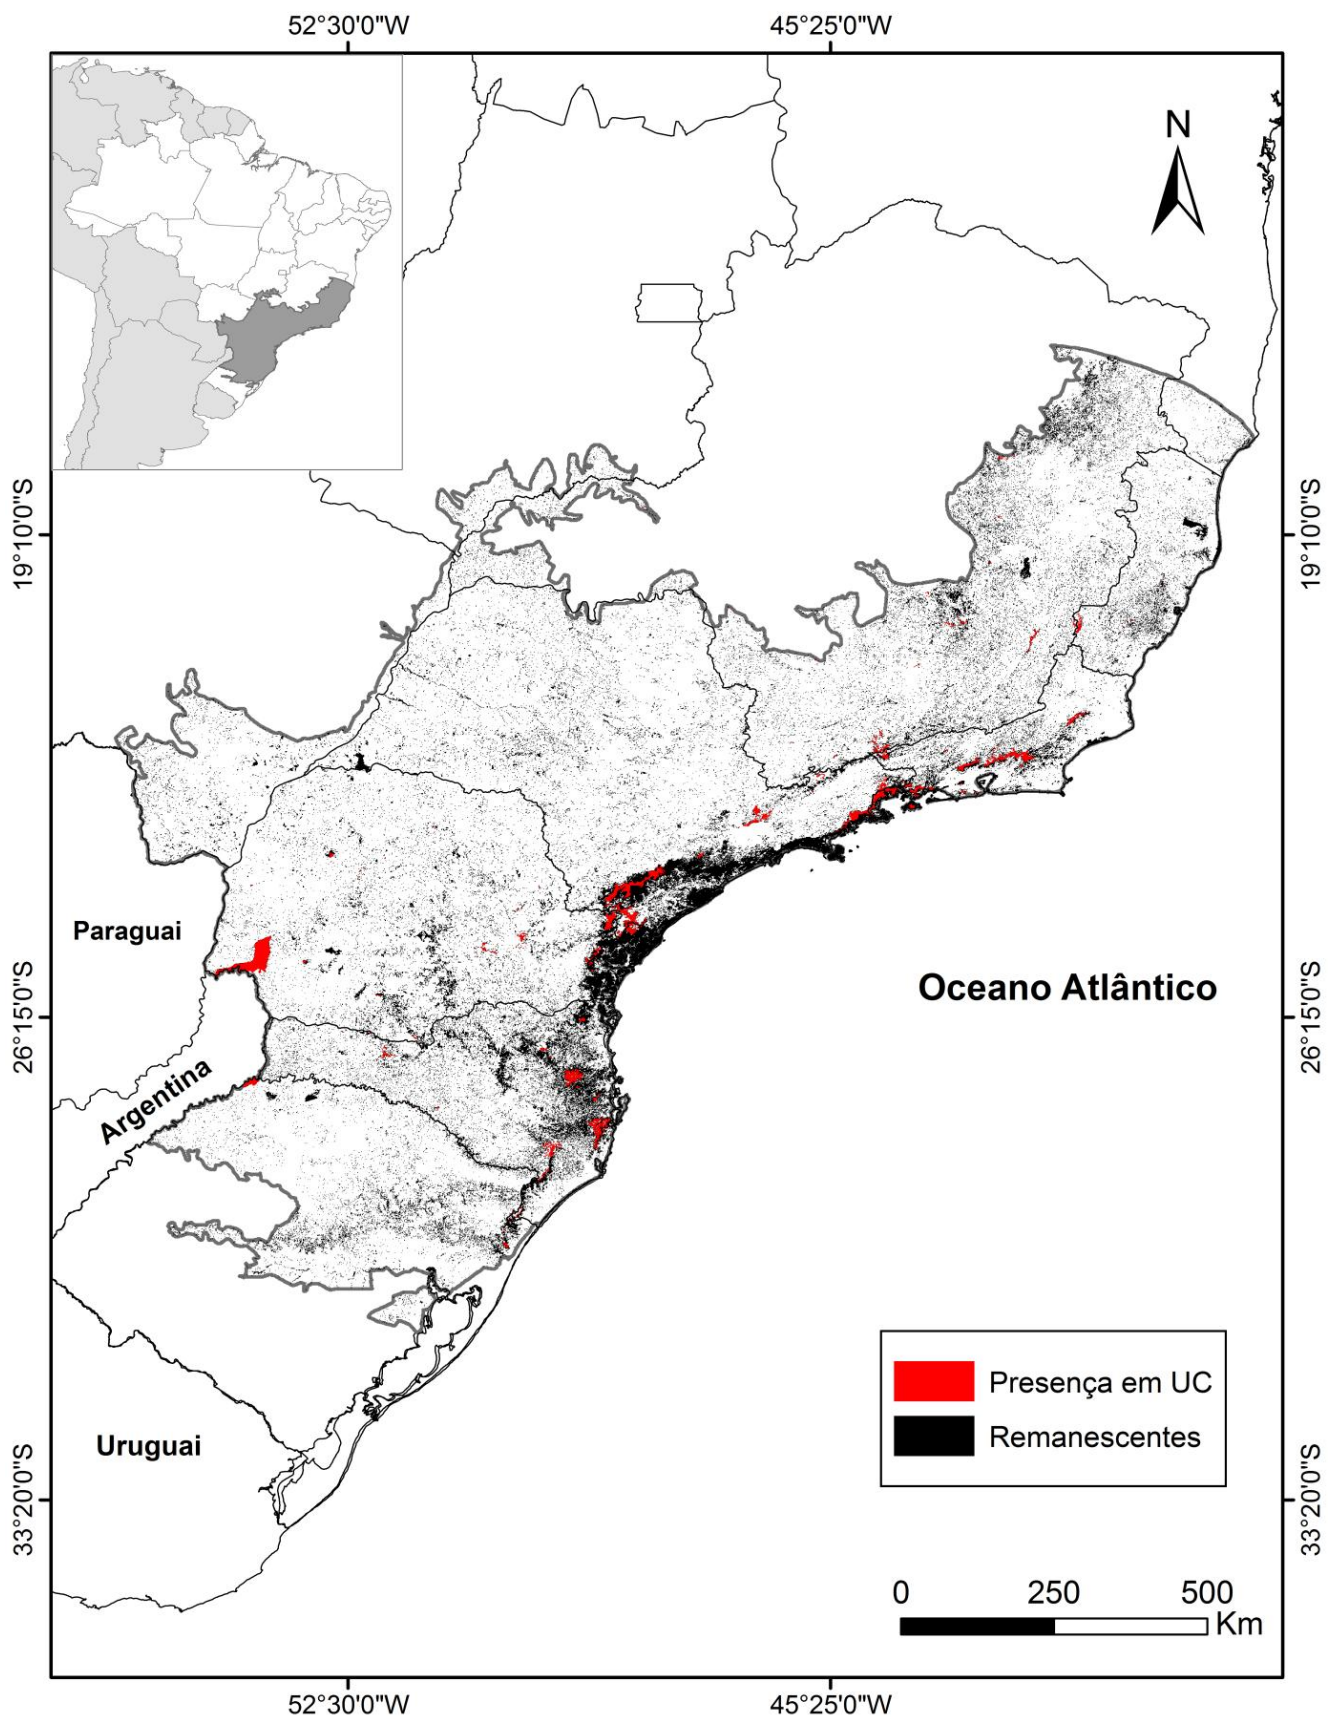 52°30'0"W
45°25'0"W
N
19°10'0"S
19°10'0"S
Paraguai
Oceano Atlântico
26°15'0"S
26°15'0"S
Argentina
Presença em UC
Remanescentes
Uruguai
33°20'0"S
33°20'0"S
0 250 500
Km
52°30'0"W
45°25'0"W